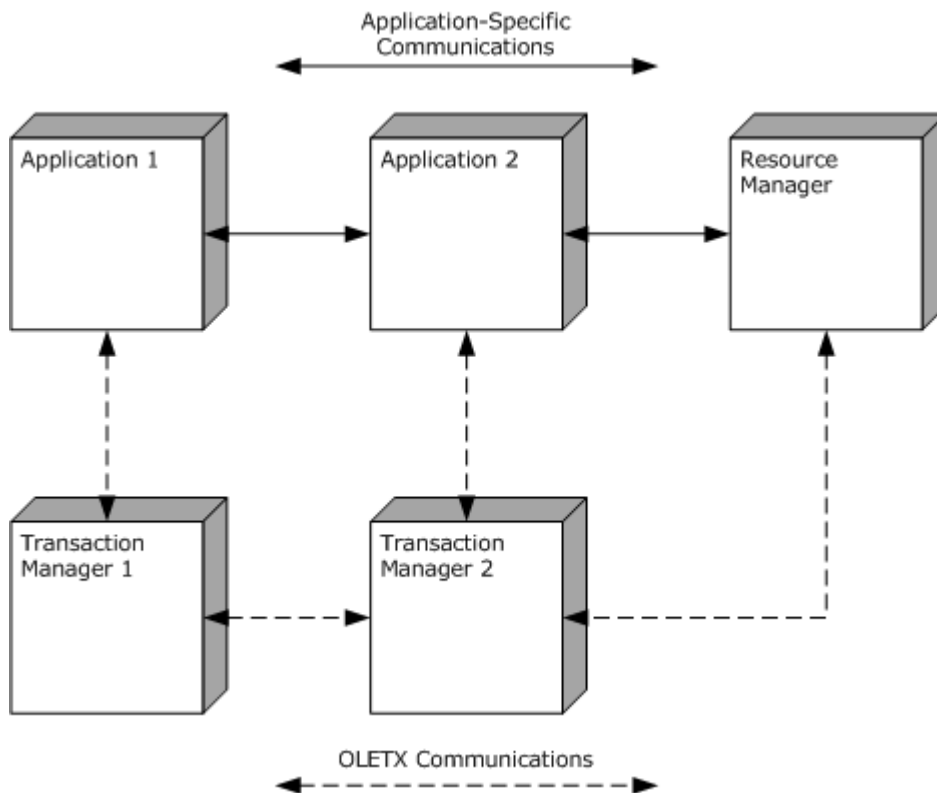 Application-Specific
Communications
Application 1
Application 2
Resource
Manager
Transaction
Manager 1
Transaction
Manager 2
OLETX Communications